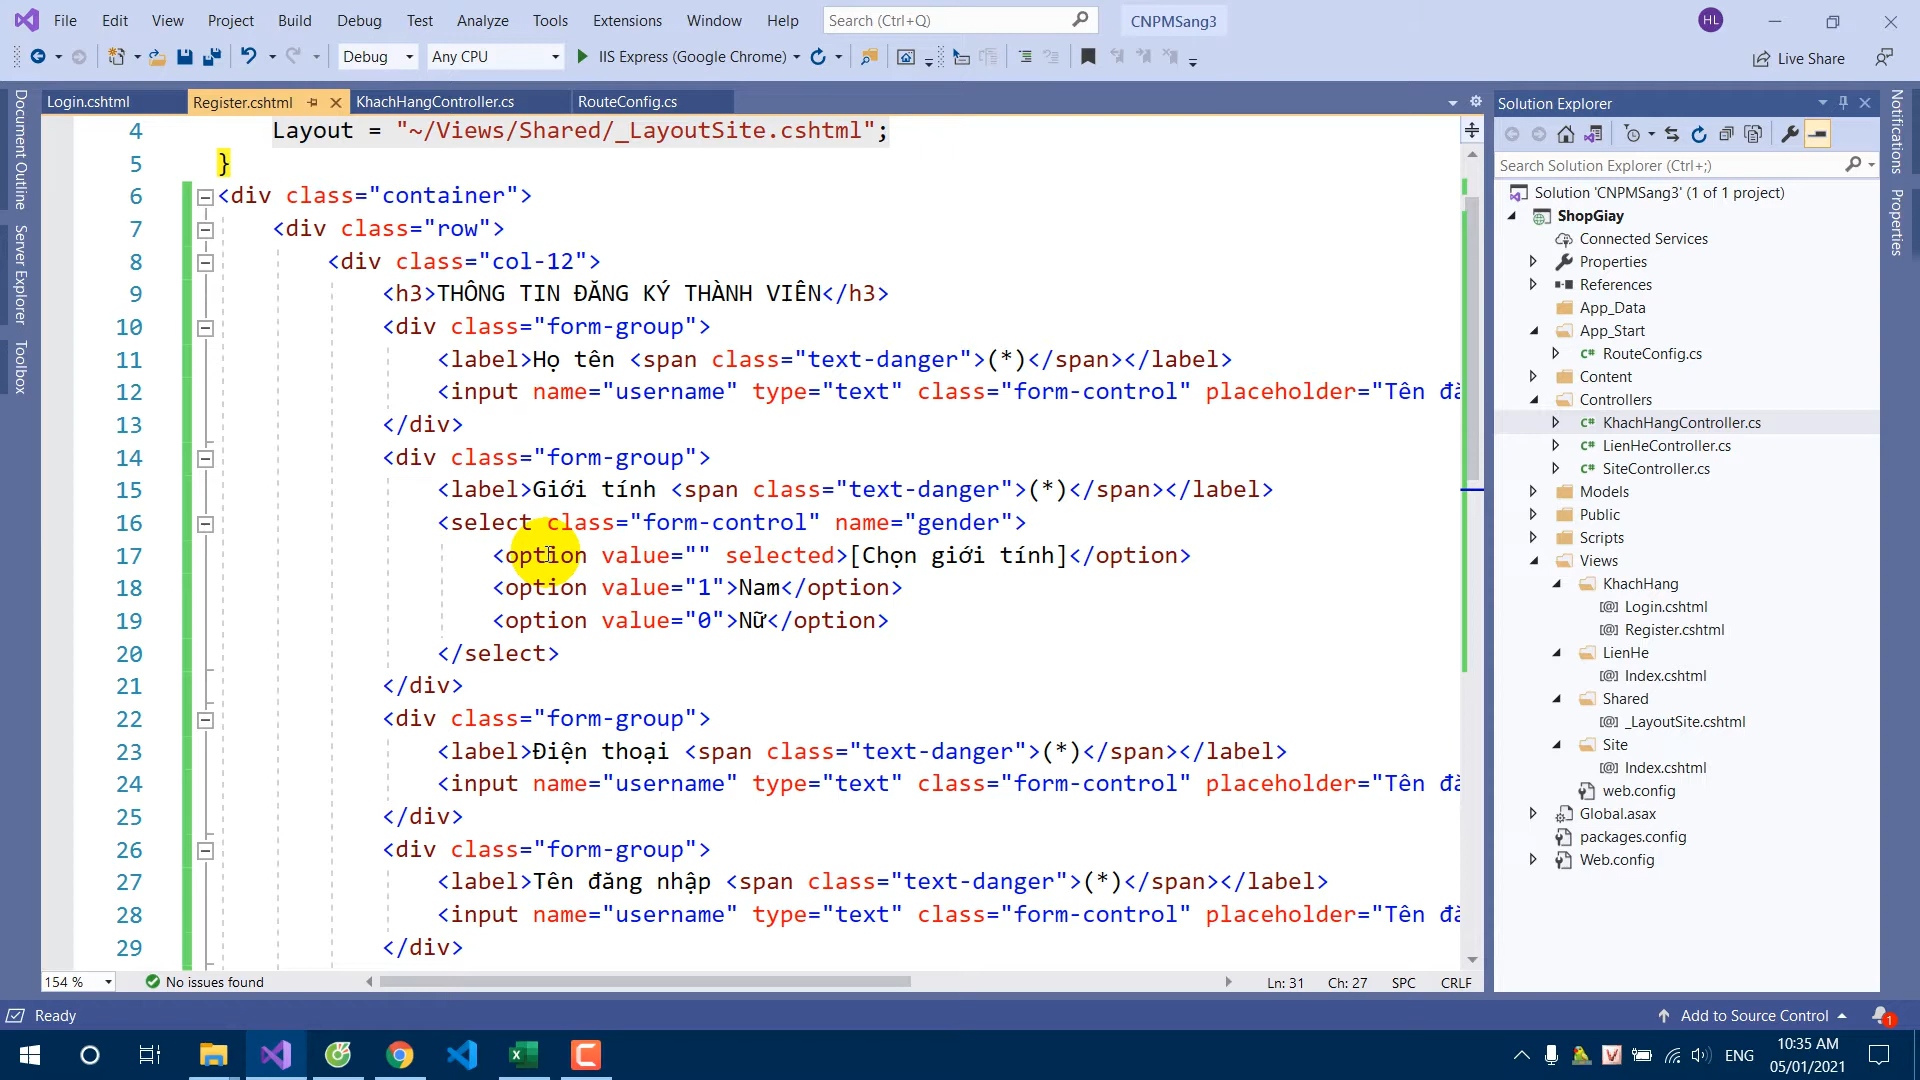 File Edit View Project Build Debug Test Analyze Tools Extensions Window Help Search (Ctrl+Q) CNPMSang3 HL
Debug Any CPU IIS Express (Google Chrome) Live Share
Login.cshtml Register.cshtml KhachHangController.cs RouteConfig.cs
Document Outline
Server Explorer
Toolbox
4 Layout = "~/Views/Shared/_LayoutSite.cshtml";
5 }
6 <div class="container">
7 <div class="row">
8 <div class="col-12">
9 <h3>THÔNG TIN ĐĂNG KÝ THÀNH VIÊN</h3>
10 <div class="form-group">
11 <label>Họ tên <span class="text-danger">(*)</span></label>
12 <input name="username" type="text" class="form-control" placeholder="Tên đă
13 </div>
14 <div class="form-group">
15 <label>Giới tính <span class="text-danger">(*)</span></label>
16 <select class="form-control" name="gender">
17 <option value="" selected>[Chọn giới tính]</option>
18 <option value="1">Nam</option>
19 <option value="0">Nữ</option>
20 </select>
21 </div>
22 <div class="form-group">
23 <label>Điện thoại <span class="text-danger">(*)</span></label>
24 <input name="username" type="text" class="form-control" placeholder="Tên đă
25 </div>
26 <div class="form-group">
27 <label>Tên đăng nhập <span class="text-danger">(*)</span></label>
28 <input name="username" type="text" class="form-control" placeholder="Tên đă
29 </div>
154 % No issues found Ln: 31 Ch: 27 SPC CRLF
Solution Explorer
Search Solution Explorer (Ctrl+;)
Solution 'CNPMSang3' (1 of 1 project)
ShopGiay
Connected Services
Properties
References
App_Data
App_Start
C# RouteConfig.cs
Content
Controllers
C# KhachHangController.cs
C# LienHeController.cs
C# SiteController.cs
Models
Public
Scripts
Views
KhachHang
[@] Login.cshtml
[@] Register.cshtml
LienHe
[@] Index.cshtml
Shared
[@] _LayoutSite.cshtml
Site
[@] Index.cshtml
web.config
Global.asax
packages.config
Web.config
Notifications
Properties
Ready Add to Source Control 1
ENG 10:35 AM
05/01/2021